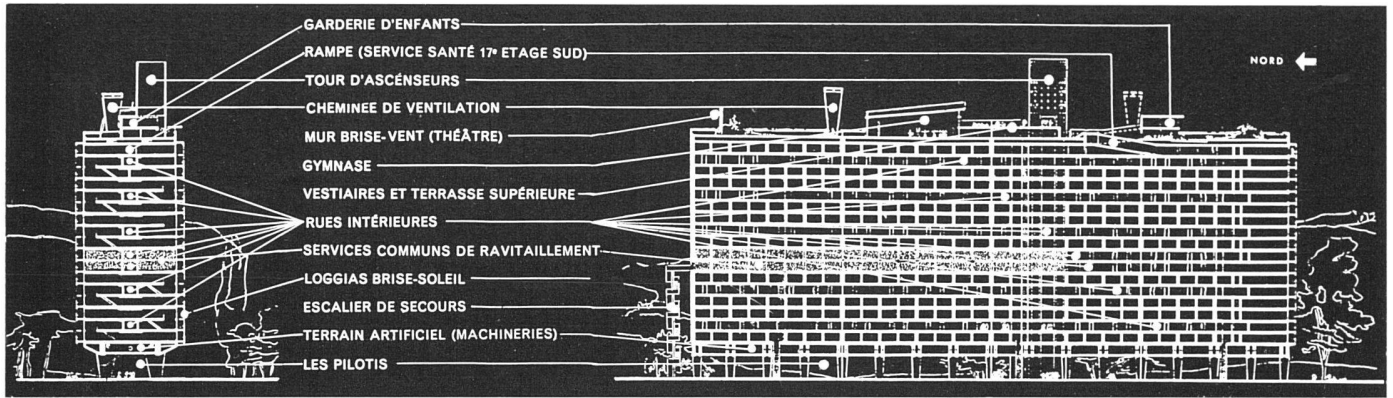 GARDERIE D'ENFANTS
RAMPE (SERVICE SANTÉ 17e ETAGE SUD)
NORD
TOUR D'ASCÉNSEURS
CHEMINEE DE VENTILATION
MUR BRISE-VENT (THÉÂTRE)
GYMNASE
VESTIAIRES ET TERRASSE SUPÉRIEURE
RUES INTÉRIEURES
SERVICES COMMUNS DE RAVITAILLEMENT
LOGGIAS BRISE-SOLEIL
ESCALIER DE SECOURS
TERRAIN ARTIFICIEL (MACHINERIES)
LES PILOTIS